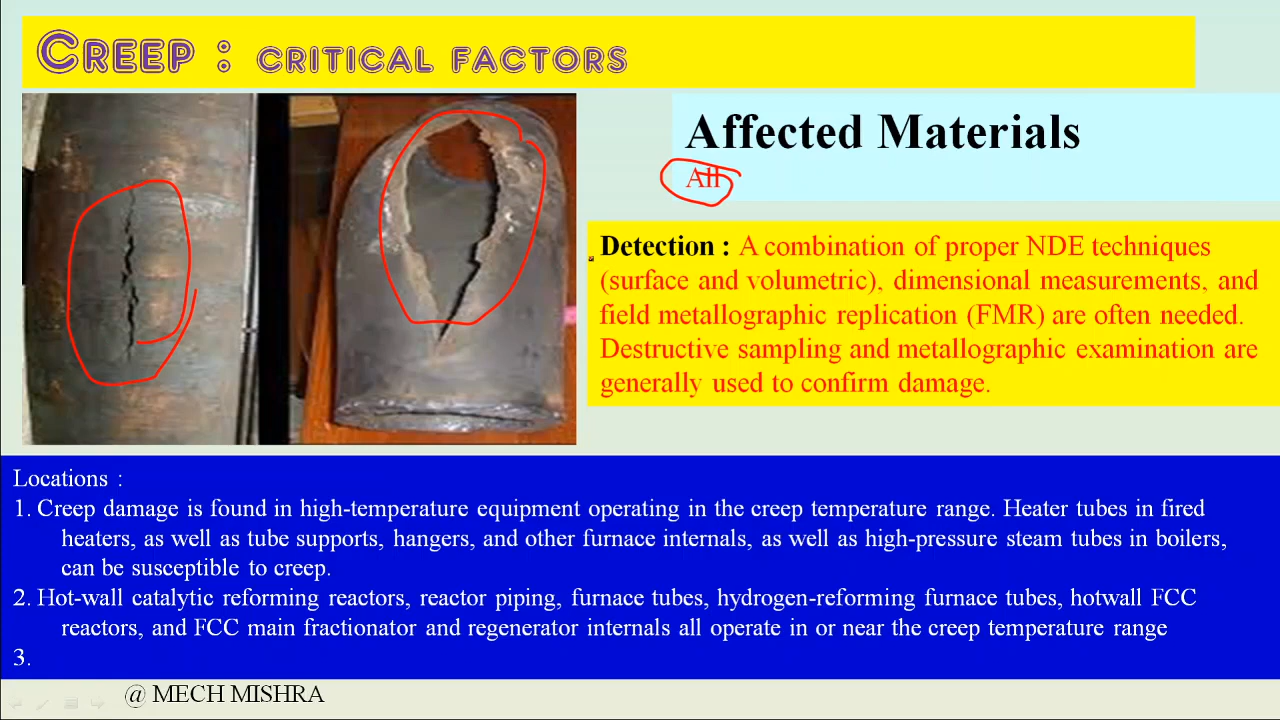 CREEP : CRITICAL FACTORS
Affected Materials
All
Detection : A combination of proper NDE techniques
(surface and volumetric), dimensional measurements, and
field metallographic replication (FMR) are often needed.
Destructive sampling and metallographic examination are
generally used to confirm damage.
Locations :
1. Creep damage is found in high-temperature equipment operating in the creep temperature range. Heater tubes in fired
heaters, as well as tube supports, hangers, and other furnace internals, as well as high-pressure steam tubes in boilers,
can be susceptible to creep.
2. Hot-wall catalytic reforming reactors, reactor piping, furnace tubes, hydrogen-reforming furnace tubes, hotwall FCC
reactors, and FCC main fractionator and regenerator internals all operate in or near the creep temperature range
3.
@ MECH MISHRA